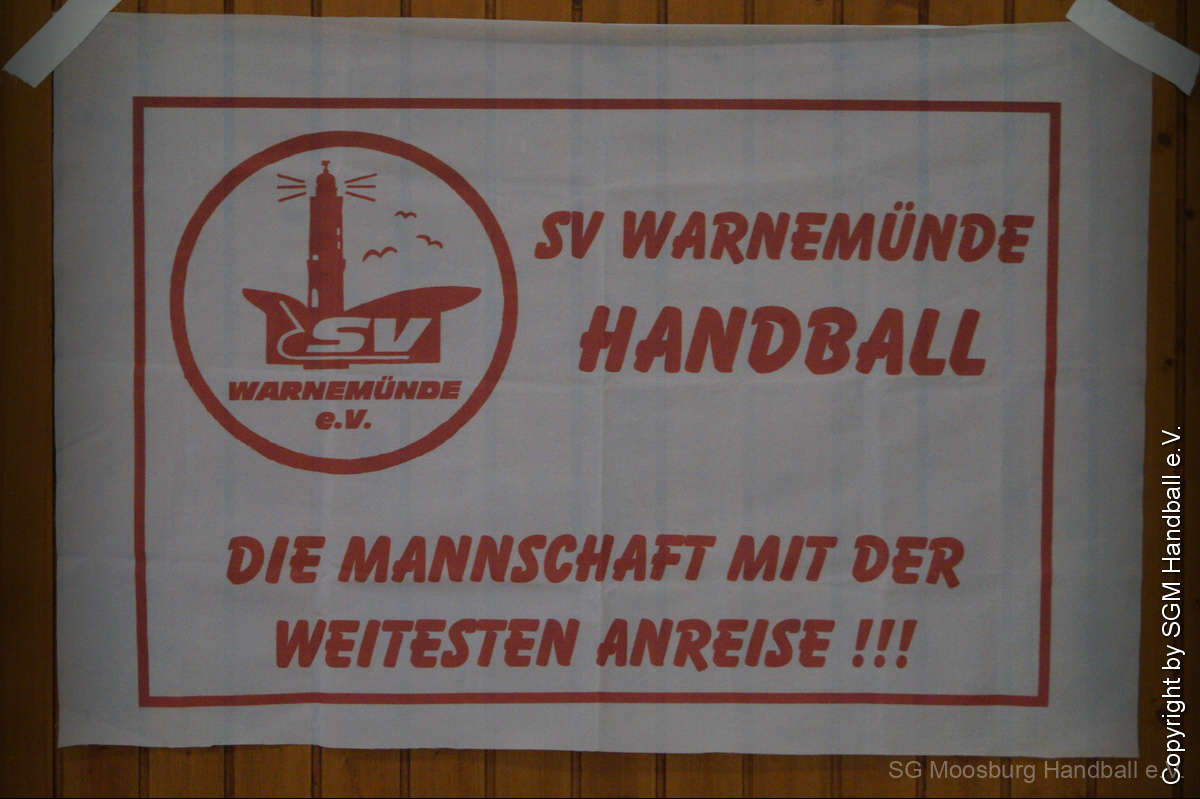 SV WARNEMÜNDE
HANDBALL
SV
WARNEMÜNDE
e.V.
DIE MANNSCHAFT MIT DER
WEITESTEN ANREISE !!!
SG Moosburg Handball e.V.
Copyright by SGM Handball e.V.